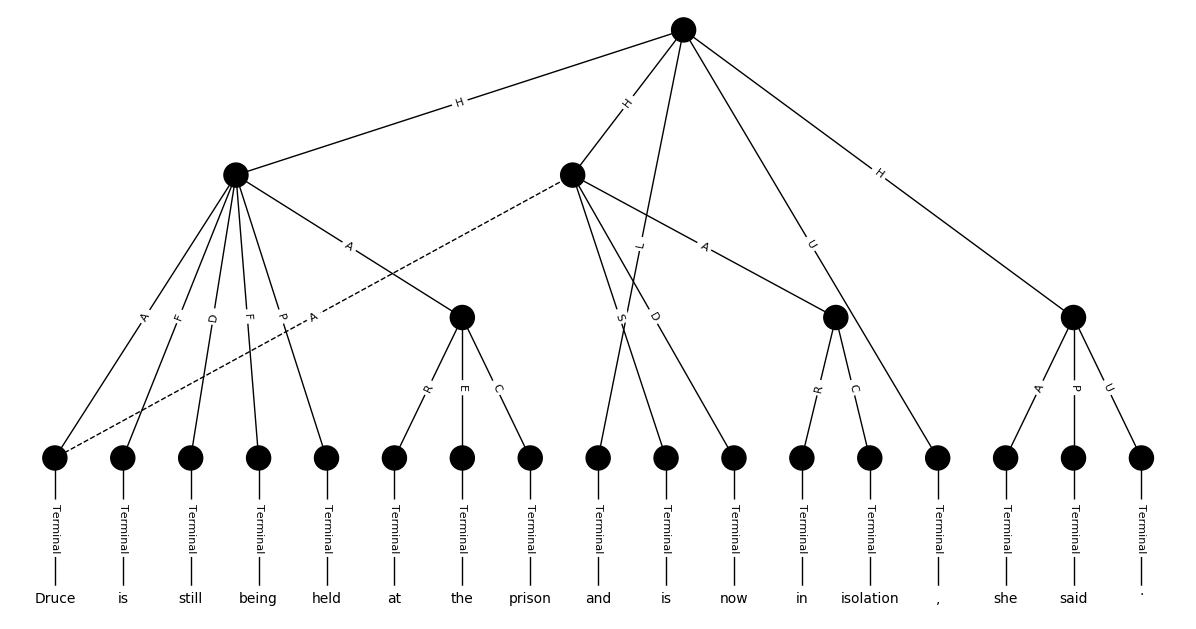 H
H
H
L
A
U
A
A
F
D
F
P
A
S
D
R
E
C
R
C
A
P
U
Terminal Terminal Terminal Terminal Terminal Terminal Terminal Terminal Terminal Terminal Terminal Terminal Terminal Terminal Terminal Terminal Terminal
Druce is still being held at the prison and is now in isolation , she said .